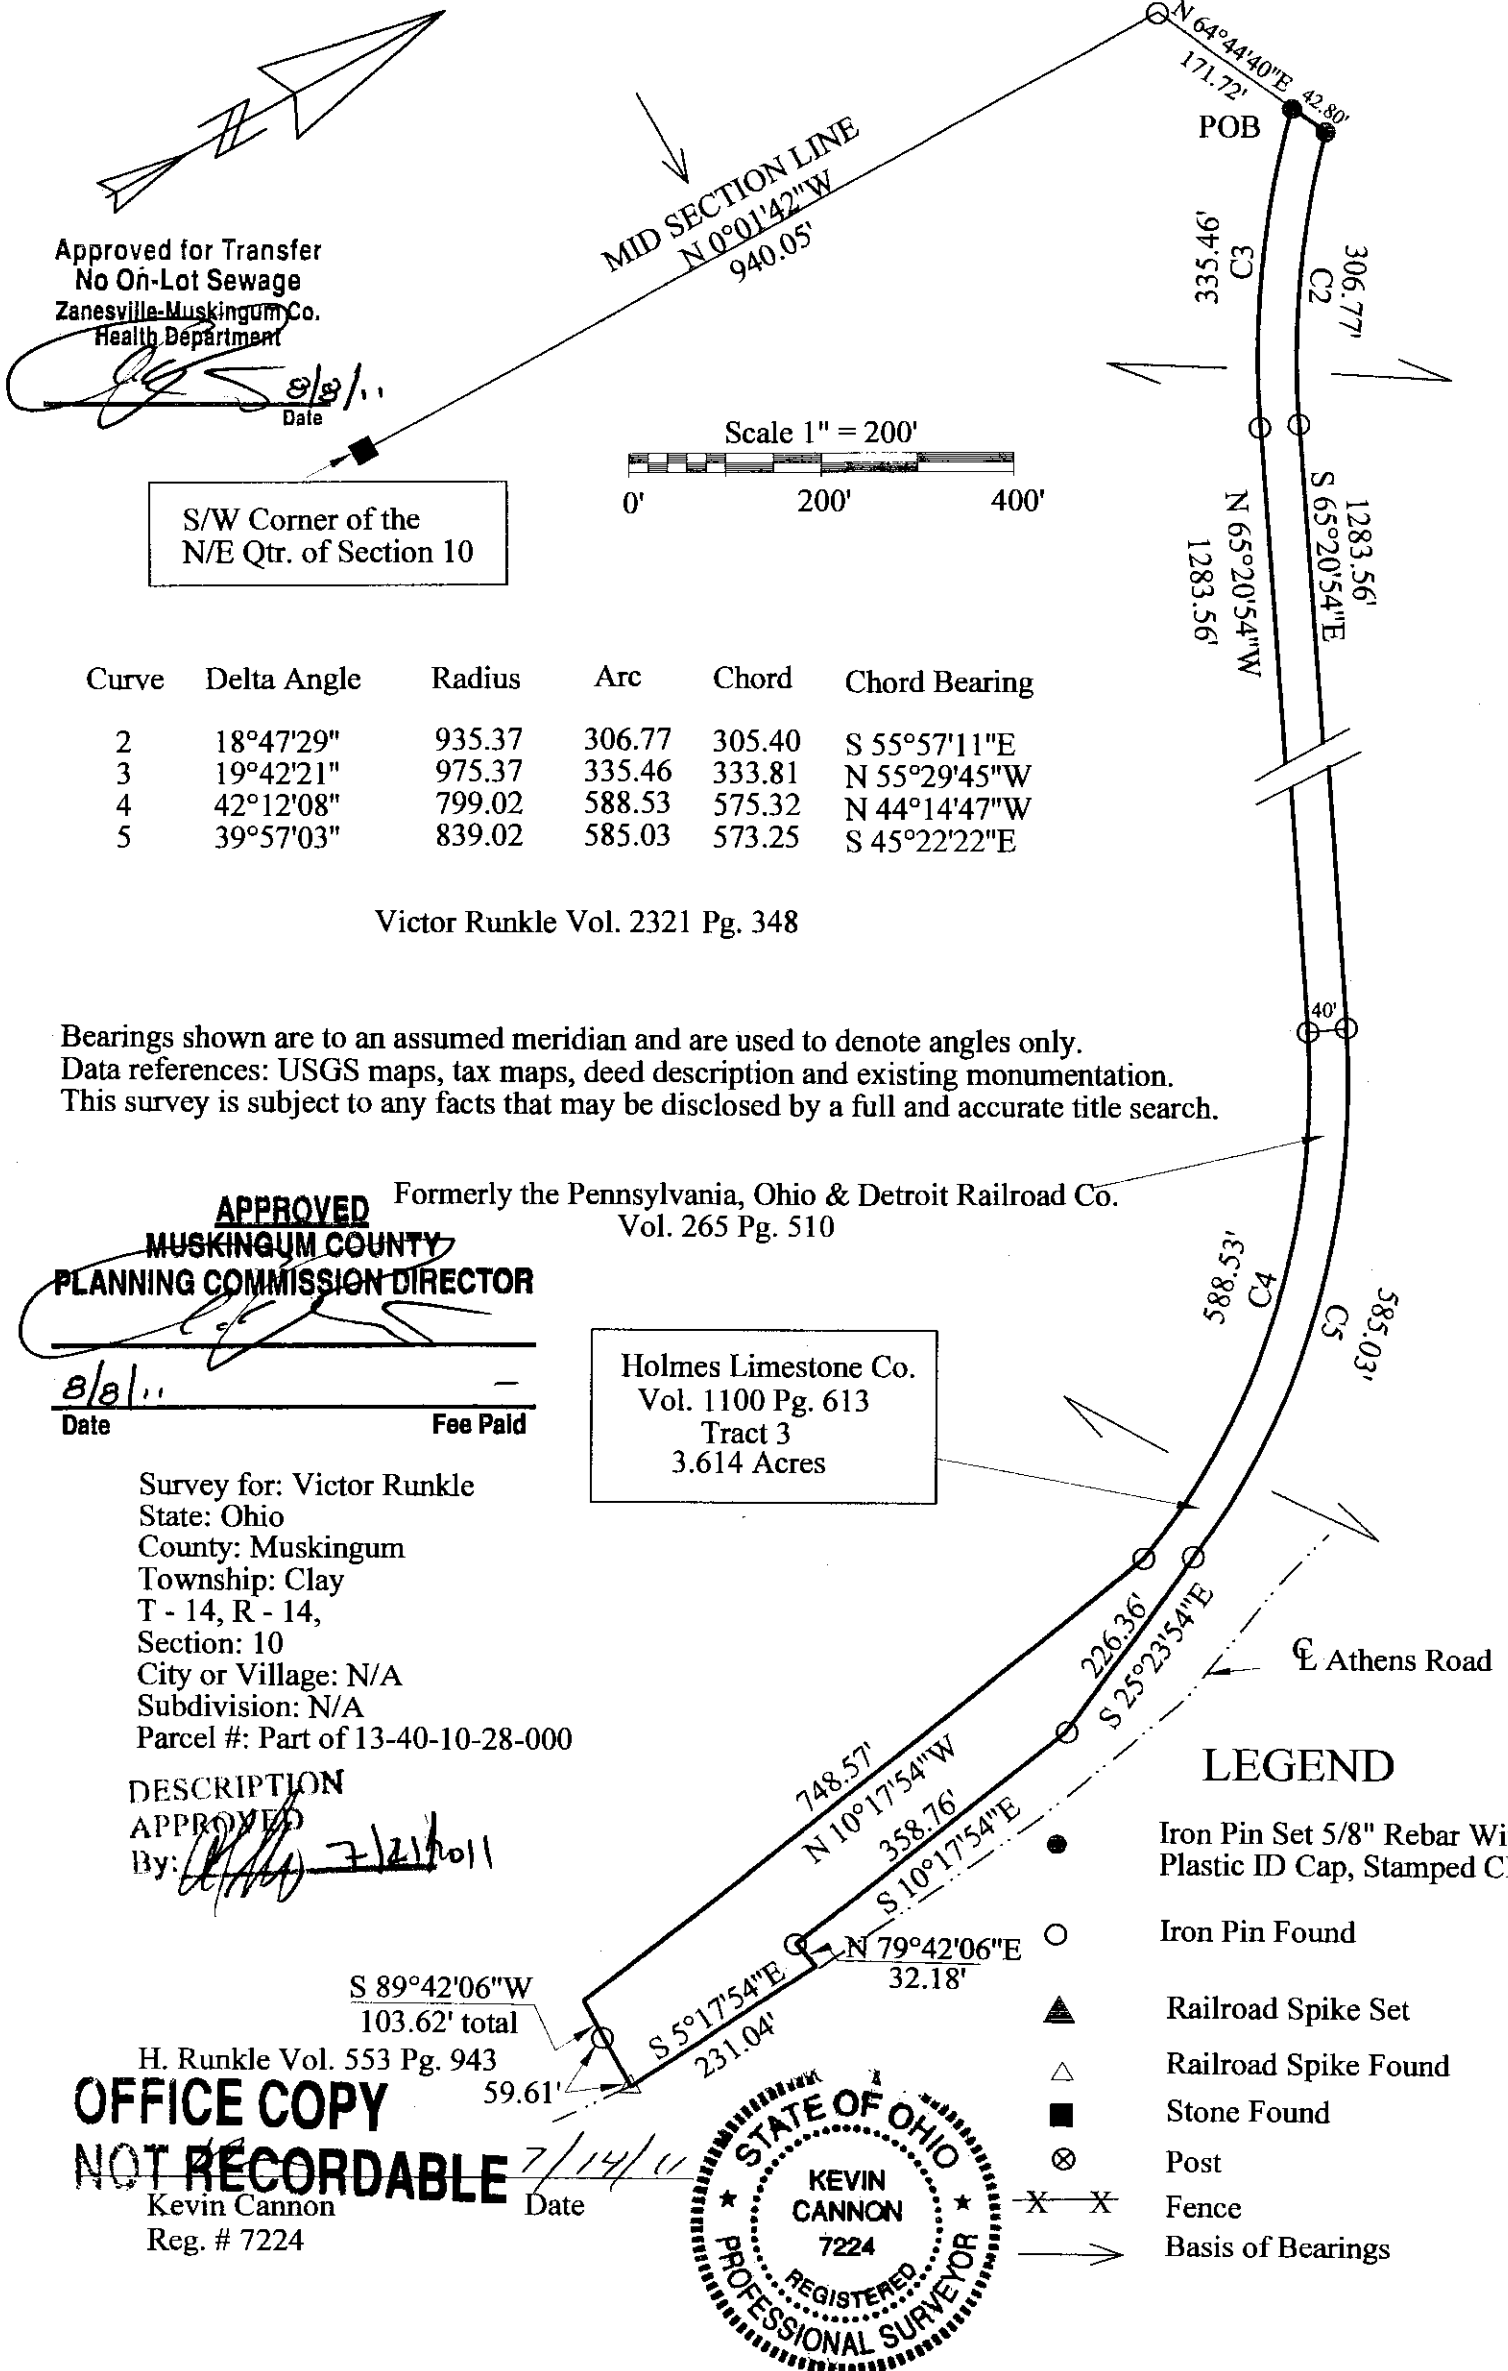 N 64°44'40"E
171.72'
42.80'
POB
MID SECTION LINE
N 0°01'42"W
940.05'
335.46'
C3
306.77'
C2
Approved for Transfer
No On-Lot Sewage
Zanesville-Muskingum Co.
Health Department
8/8/11
Date
Scale 1" = 200'
0' 200' 400'
S/W Corner of the
N/E Qtr. of Section 10
N 65°20'54"W
1283.56'
1283.56'
S 65°20'54"E
Curve Delta Angle Radius Arc Chord Chord Bearing
2 18°47'29" 935.37 306.77 305.40 S 55°57'11"E
3 19°42'21" 975.37 335.46 333.81 N 55°29'45"W
4 42°12'08" 799.02 588.53 575.32 N 44°14'47"W
5 39°57'03" 839.02 585.03 573.25 S 45°22'22"E
Victor Runkle Vol. 2321 Pg. 348
40'
Bearings shown are to an assumed meridian and are used to denote angles only.
Data references: USGS maps, tax maps, deed description and existing monumentation.
This survey is subject to any facts that may be disclosed by a full and accurate title search.
Formerly the Pennsylvania, Ohio & Detroit Railroad Co.
Vol. 265 Pg. 510
APPROVED
MUSKINGUM COUNTY
PLANNING COMMISSION DIRECTOR
8/8/11 –
Date Fee Paid
588.53'
C4
C5
585.03'
Holmes Limestone Co.
Vol. 1100 Pg. 613
Tract 3
3.614 Acres
Survey for: Victor Runkle
State: Ohio
County: Muskingum
Township: Clay
T - 14, R - 14,
Section: 10
City or Village: N/A
Subdivision: N/A
Parcel #: Part of 13-40-10-28-000
226.36'
S 25°23'54"E
℄ Athens Road
748.57'
N 10°17'54"W
358.76'
S 10°17'54"E
DESCRIPTION
APPROVED
By: 7/21/2011
N 79°42'06"E
32.18'
S 89°42'06"W
103.62' total
S 5°17'54"E
231.04'
H. Runkle Vol. 553 Pg. 943
59.61'
OFFICE COPY
NOT RECORDABLE
7/14/11
Kevin Cannon Date
Reg. # 7224
STATE OF OHIO
KEVIN
CANNON
7224
REGISTERED
PROFESSIONAL SURVEYOR
LEGEND
Iron Pin Set 5/8" Rebar Wi
Plastic ID Cap, Stamped C
Iron Pin Found
Railroad Spike Set
Railroad Spike Found
Stone Found
Post
X X Fence
Basis of Bearings